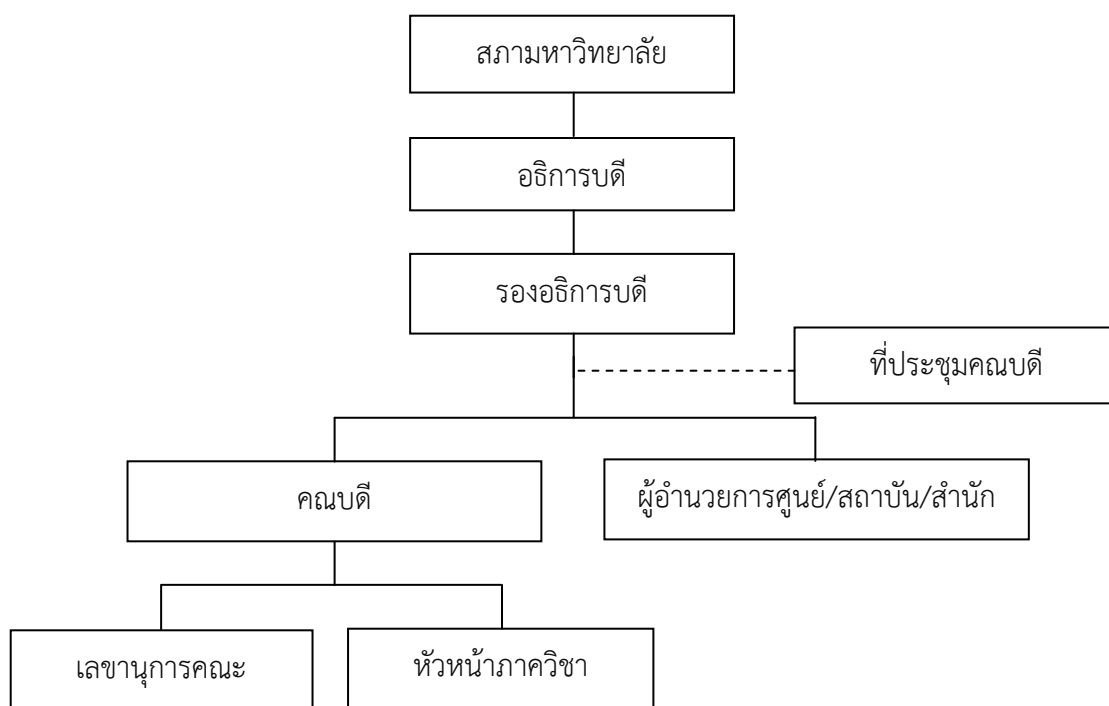 สภามหาวิทยาลัย
อธิการบดี
รองอธิการบดี
ที่ประชุมคณบดี
คณบดี
ผู้อำนวยการศูนย์/สถาบัน/สำนัก
เลขานุการคณะ
หัวหน้าภาควิชา